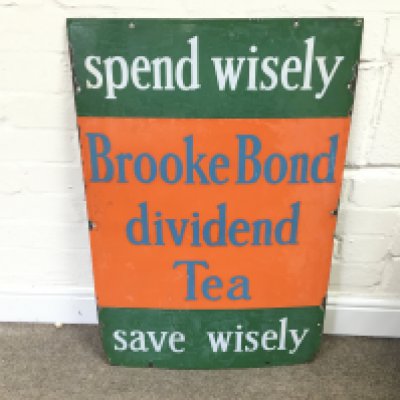 spend wisely
Brooke Bond
dividend
Tea
save wisely